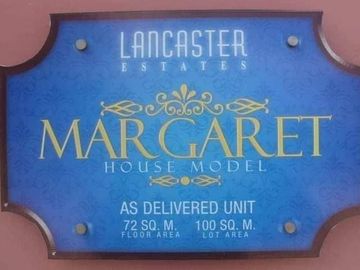 LANCASTER
ESTATES
MARGARET
HOUSE MODEL
AS DELIVERED UNIT
72 SQ. M. 100 SQ. M.
FLOOR AREA LOT AREA